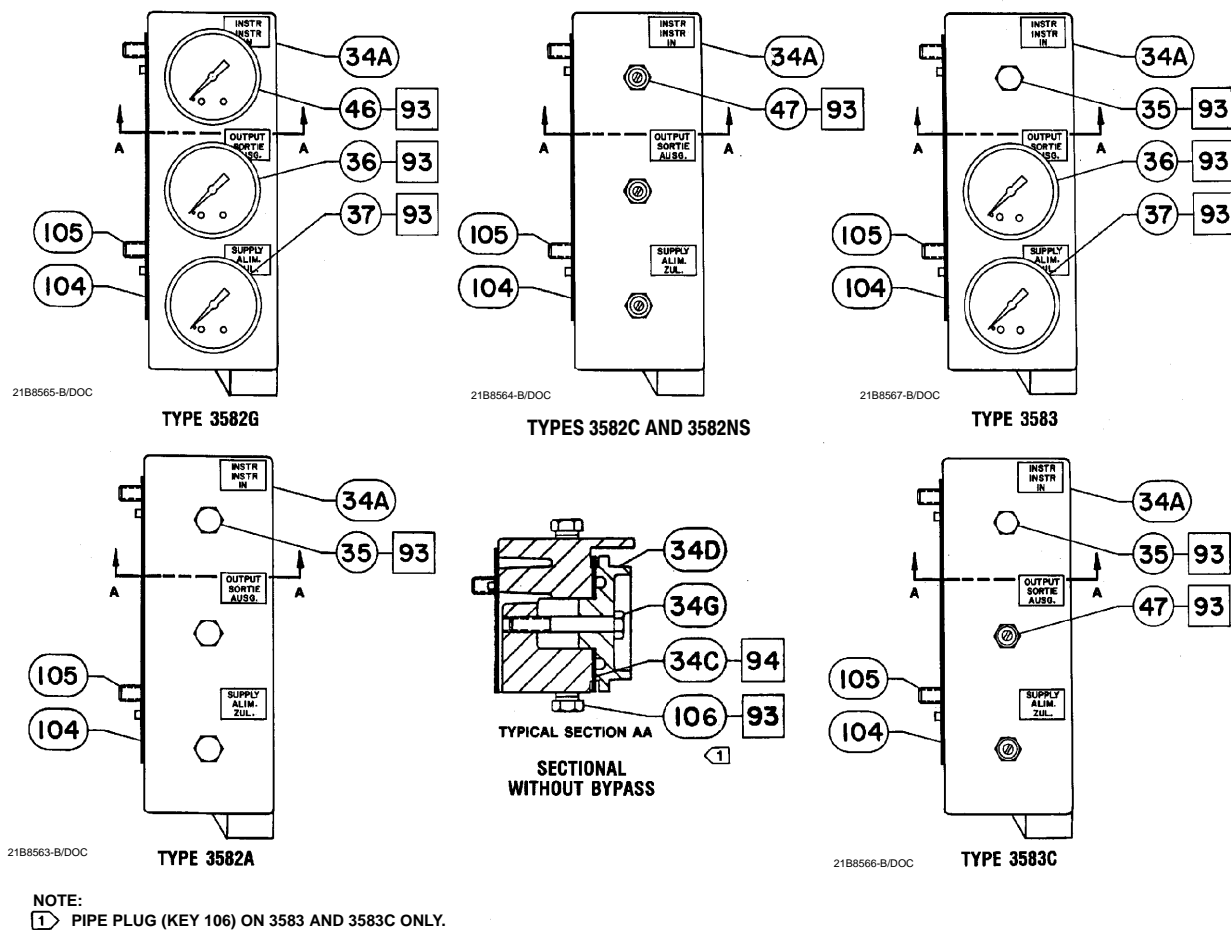 INSTR
INSTR
IN
34A
46 93
A A
OUTPUT
SORTIE
AUSG.
36 93
37 93
105
SUPPLY
ALIM.
ZUL.
104
21B8565-B/DOC
TYPE 3582G
INSTR
INSTR
IN
34A
47 93
A A
OUTPUT
SORTIE
AUSG.
105
SUPPLY
ALIM.
ZUL.
104
21B8564-B/DOC
TYPES 3582C AND 3582NS
INSTR
INSTR
IN
34A
35 93
A A
OUTPUT
SORTIE
AUSG.
36 93
37 93
105
SUPPLY
ALIM.
ZUL.
104
21B8567-B/DOC
TYPE 3583
INSTR
INSTR
IN
34A
35 93
A A
OUTPUT
SORTIE
AUSG.
105
SUPPLY
ALIM.
ZUL.
104
21B8563-B/DOC
TYPE 3582A
34D
34G
34C 94
106 93
TYPICAL SECTION AA
1
SECTIONAL
WITHOUT BYPASS
INSTR
INSTR
IN
34A
35 93
A A
OUTPUT
SORTIE
AUSG.
47 93
105
SUPPLY
ALIM.
ZUL.
104
21B8566-B/DOC
TYPE 3583C
NOTE:
1 PIPE PLUG (KEY 106) ON 3583 AND 3583C ONLY.